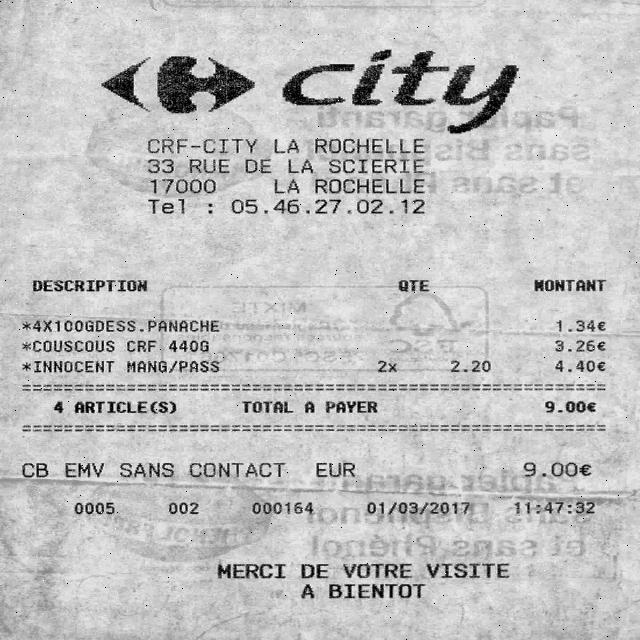 city
CRF-CITY LA ROCHELLE
33 RUE DE LA SCIERIE
17000 LA ROCHELLE
Tel : 05.46.27.02.12
DESCRIPTION QTE MONTANT
*4X100GDESS.PANACHE 1.34€
*COUSCOUS CRF 440G 3.26€
*INNOCENT MANG/PASS 2x 2.20 4.40€
4 ARTICLE(S) TOTAL A PAYER 9.00€
CB EMV SANS CONTACT EUR 9.00€
0005 002 000164 01/03/2017 11:47:32
MERCI DE VOTRE VISITE
A BIENTOT